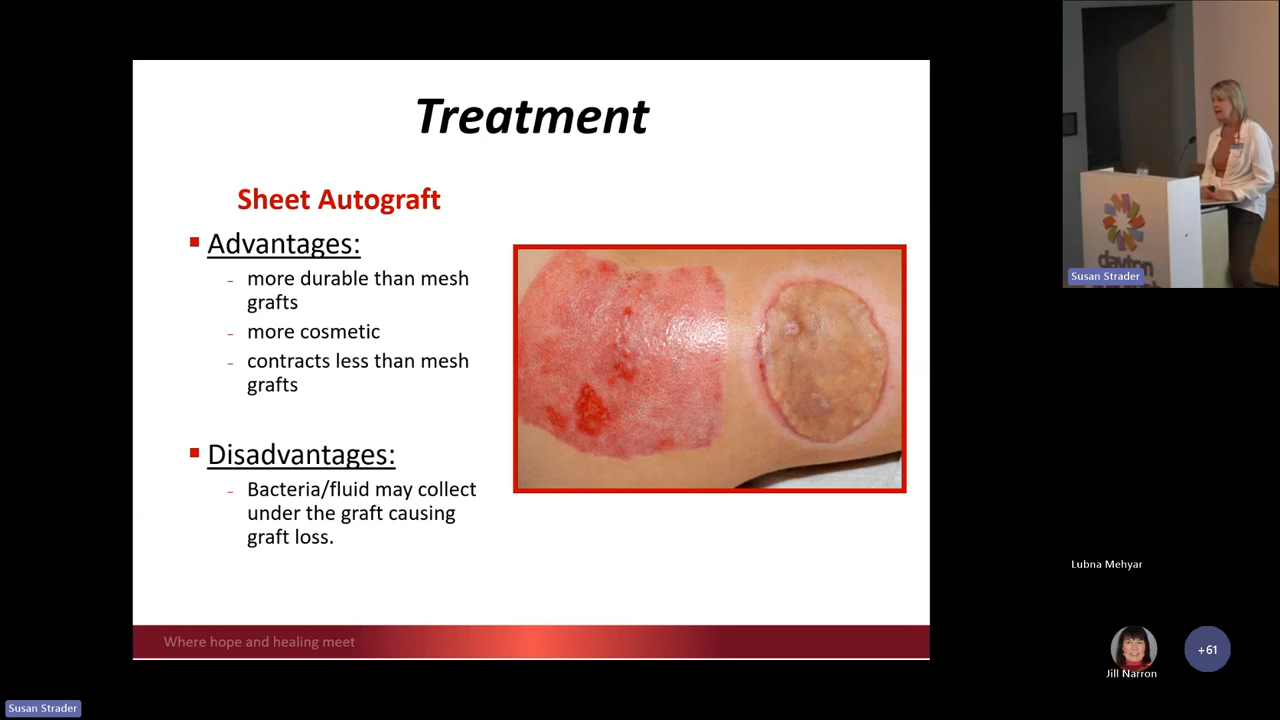 Treatment
Sheet Autograft
Advantages:
- more durable than mesh
grafts
- more cosmetic
- contracts less than mesh
grafts
Disadvantages:
- Bacteria/fluid may collect
under the graft causing
graft loss.
Where hope and healing meet
dayton
Susan Strader
Lubna Mehyar
Jill Narron
+61
Susan Strader